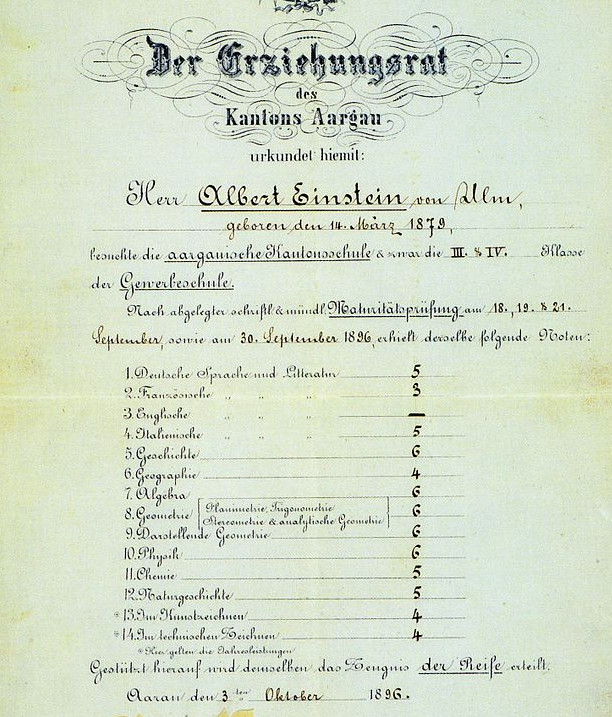 Der Erziehungsrat
des
Kantons Aargau
urkundet hiemit:
Herr Albert Einstein von Ulm,
geboren den 14. März 1879,
besuchte die aargauische Kantonsschule & zwar die III. & IV. Klasse
der Gewerbeschule.
Nach abgelegter schriftl. & mündl. Maturitätsprüfung am 18., 19. & 21.
September, sowie am 30. September 1896, erhielt derselbe folgende Noten:
1. Deutsche Sprache und Litteratur 5
2. Französische " " " 3
3. Englische " " " —
4. Italienische " " " 5
5. Geschichte 6
6. Geographie 4
7. Algebra 6
8. Geometrie [Planimetrie, Trigonometrie Stereometrie & analytische Geometrie] 6
9. Darstellende Geometrie 6
10. Physik 6
11. Chemie 5
12. Naturgeschichte 5
*13. Im Kunstzeichnen 4
*14. Im technischen Zeichnen 4
* Hier gelten die Jahresleistungen
Gestützt hierauf wird demselben das Zeugnis der Reife erteilt.
Aarau den 3ten Oktober 1896.